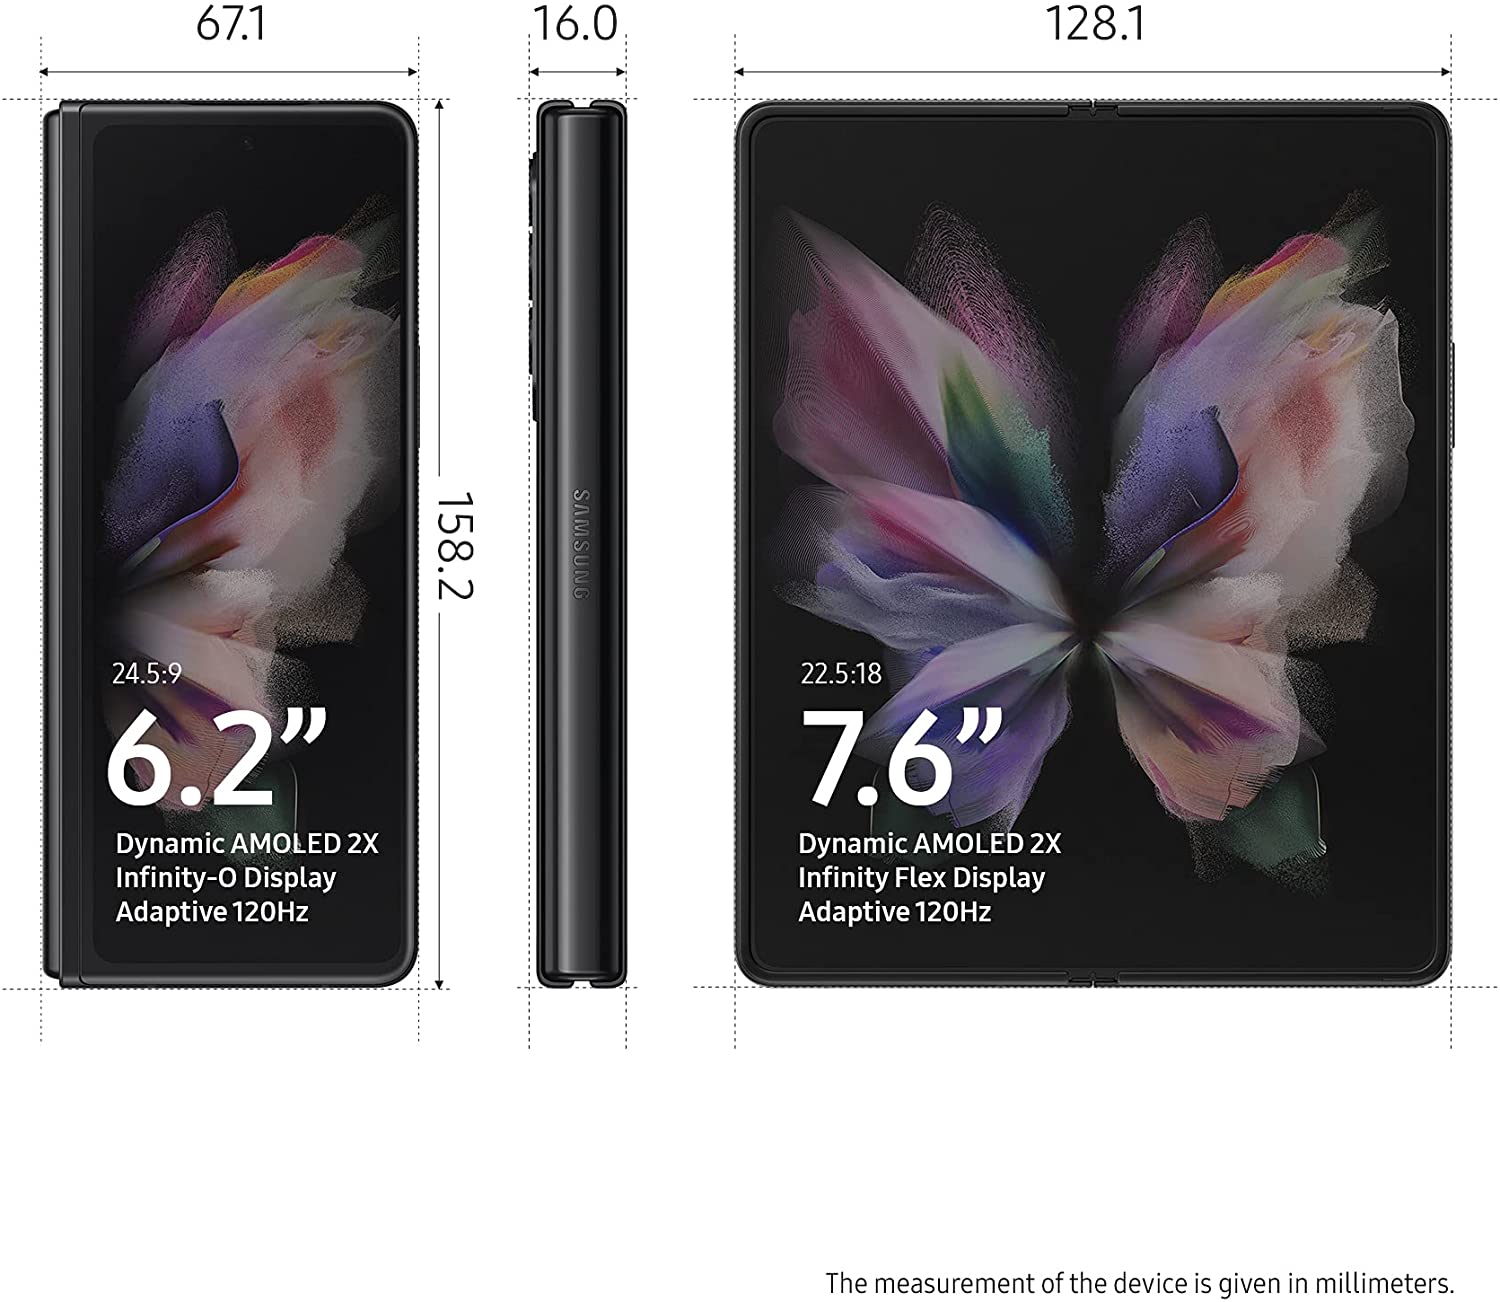 67.1
16.0
128.1
158.2
SAMSUNG
24.5:9
6.2”
Dynamic AMOLED 2X
Infinity-O Display
Adaptive 120Hz
22.5:18
7.6”
Dynamic AMOLED 2X
Infinity Flex Display
Adaptive 120Hz
The measurement of the device is given in millimeters.